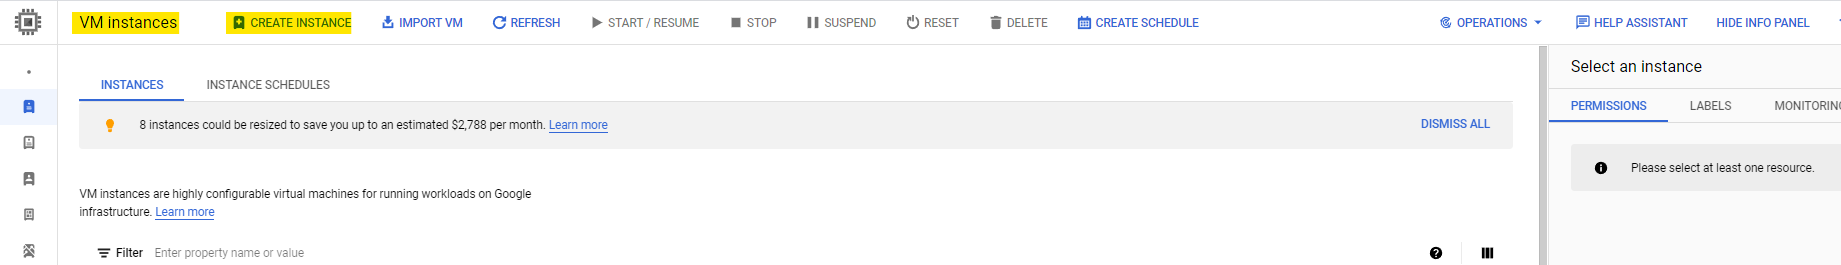 VM instances CREATE INSTANCE IMPORT VM REFRESH START / RESUME STOP SUSPEND RESET DELETE CREATE SCHEDULE OPERATIONS HELP ASSISTANT HIDE INFO PANEL
Select an instance
INSTANCES INSTANCE SCHEDULES
PERMISSIONS LABELS MONITORING
8 instances could be resized to save you up to an estimated $2,788 per month. Learn more DISMISS ALL
Please select at least one resource.
VM instances are highly configurable virtual machines for running workloads on Google
infrastructure. Learn more
Filter Enter property name or value